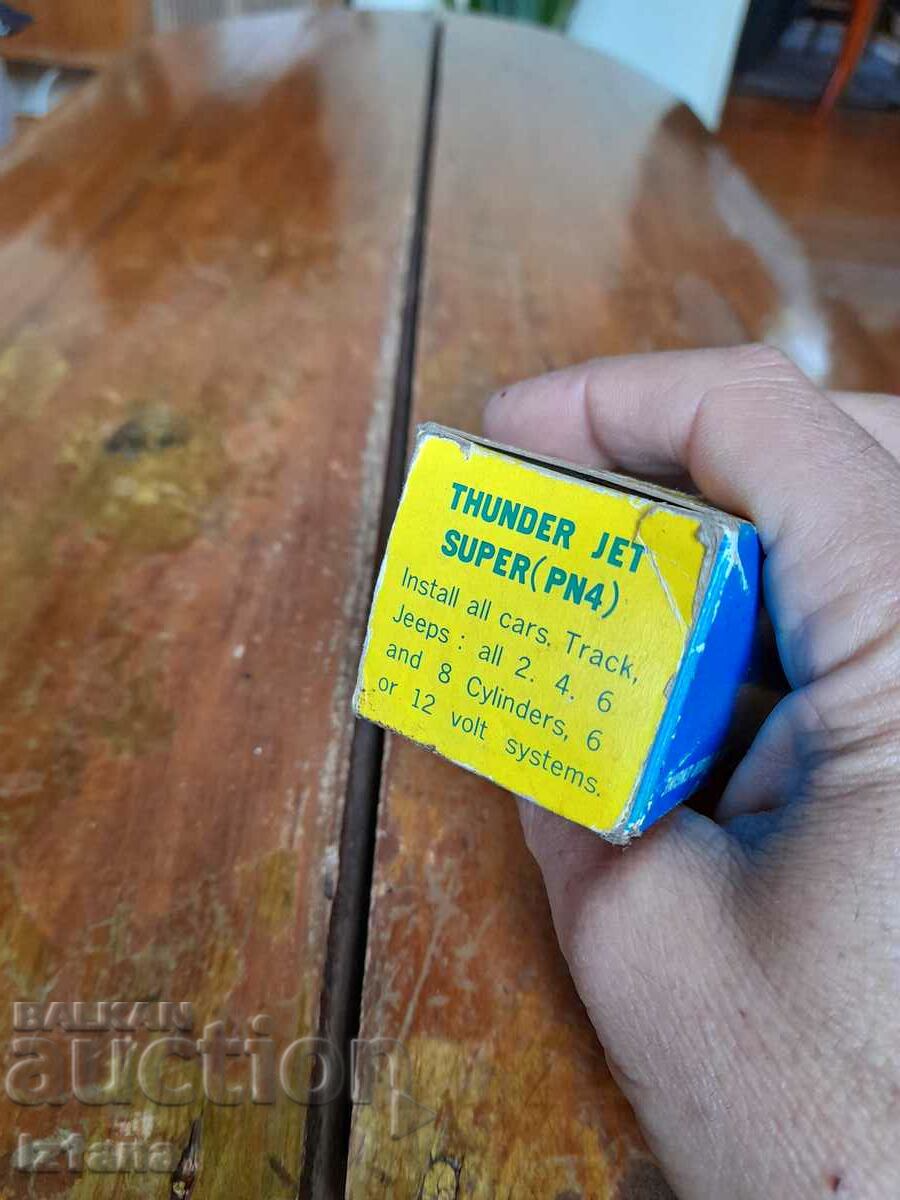 THUNDER JET
SUPER(PN4)
Install all cars. Track,
Jeeps : all 2. 4. 6
and 8 Cylinders, 6
or 12 volt systems.
BALKAN
auction
Iztana